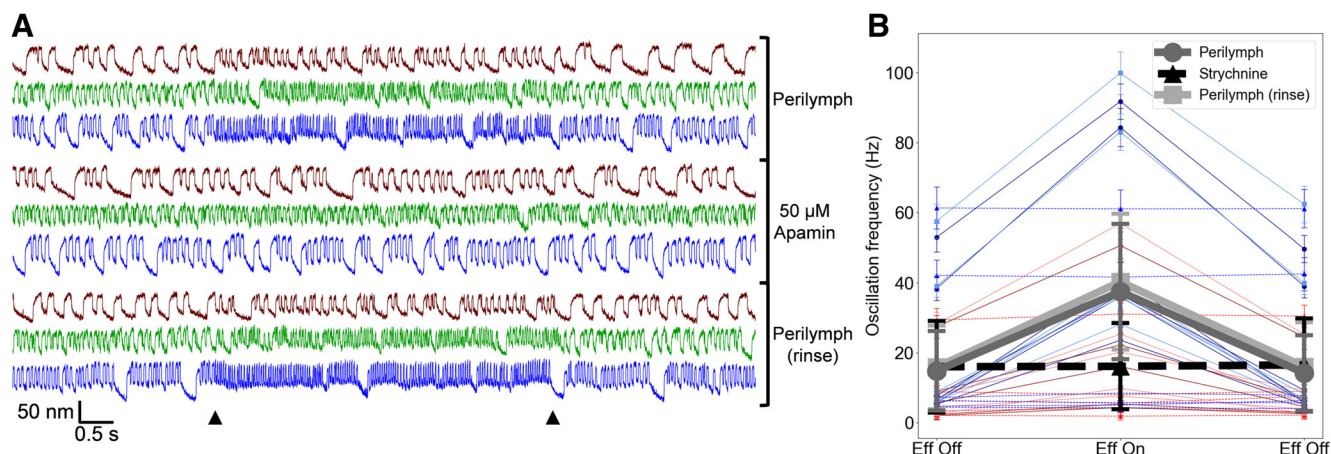 A
Perilymph
50 µM
Apamin
Perilymph
(rinse)
50 nm
0.5 s
B
Perilymph
Strychnine
Perilymph (rinse)
Oscillation frequency (Hz)
100
80
60
40
20
0
Eff Off
Eff On
Eff Off